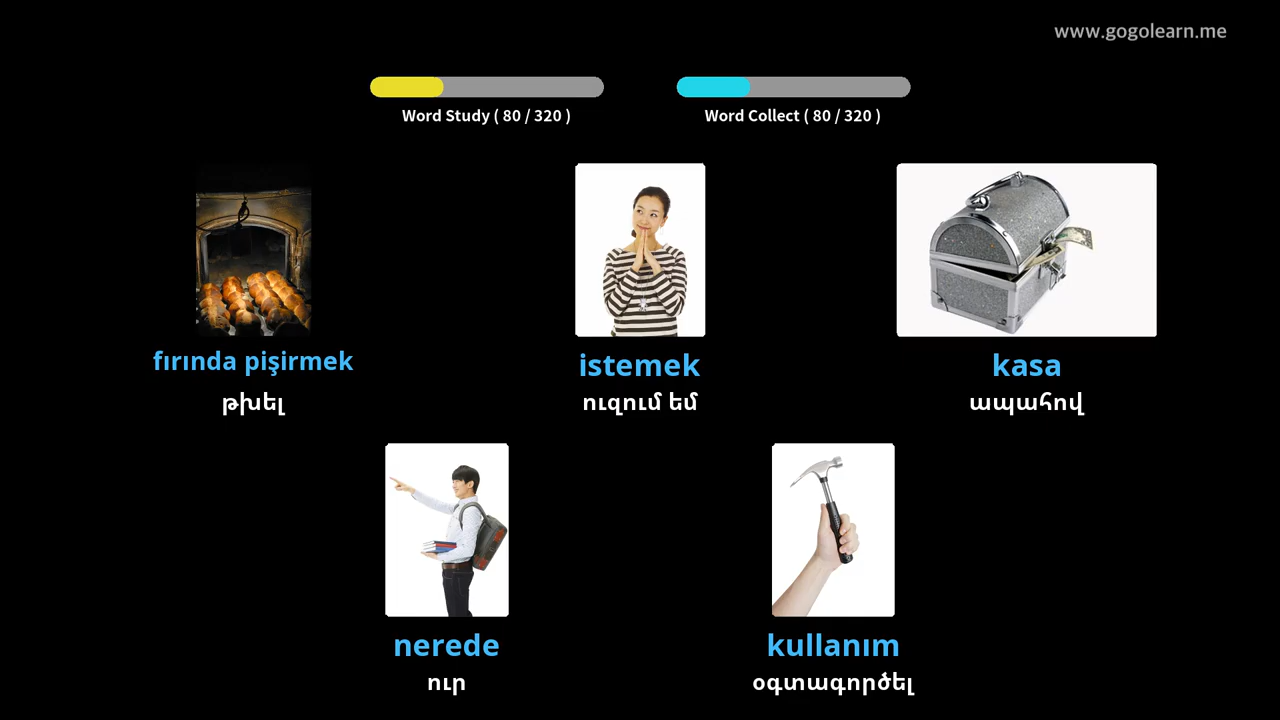 www.gogolearn.me
Word Study ( 80 / 320 )
Word Collect ( 80 / 320 )
fırında pişirmek
թխել
istemek
ուզում եմ
kasa
ապահով
nerede
ուր
kullanım
օգտագործել